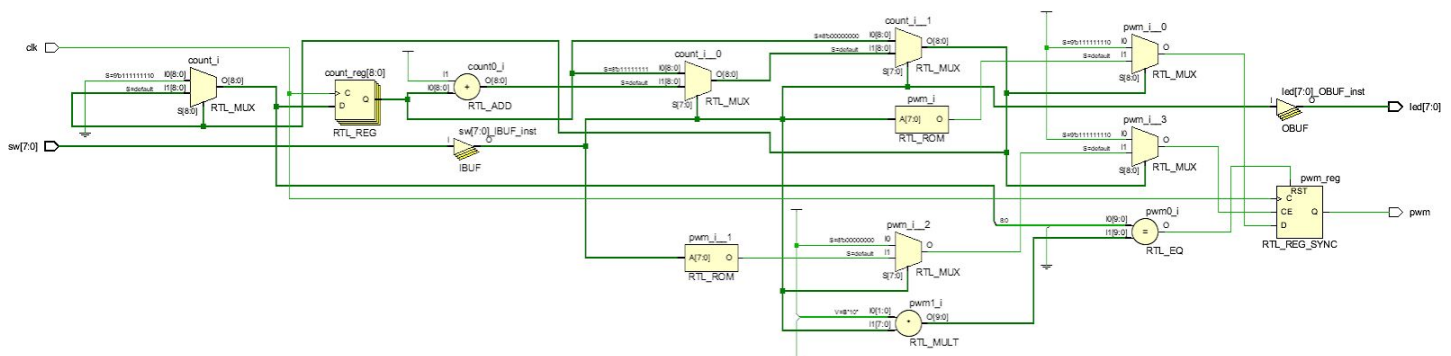 clk
sw[7:0]
count_i
S=9'b111111110
I0[8:0]
S=default
I1[8:0]
O[8:0]
S[8:0]
RTL_MUX
count_reg[8:0]
C
D
Q
RTL_REG
count0_i
I1
I0[8:0]
+
O[8:0]
RTL_ADD
sw[7:0]_IBUF_inst
I
O
IBUF
count_i__0
S=8'b11111111
I0[8:0]
S=default
I1[8:0]
O[8:0]
S[7:0]
RTL_MUX
count_i__1
S=8'b00000000
I0[8:0]
S=default
I1[8:0]
O[8:0]
S[7:0]
RTL_MUX
pwm_i
A[7:0]
O
RTL_ROM
pwm_i__0
S=9'b111111110
I0
S=default
I1
O
S[8:0]
RTL_MUX
led[7:0]_OBUF_inst
I
O
OBUF
led[7:0]
pwm_i__3
S=9'b111111110
I0
S=default
I1
O
S[8:0]
RTL_MUX
pwm_reg
RST
C
CE
D
Q
RTL_REG_SYNC
pwm
pwm0_i
8:0
I0[9:0]
I1[9:0]
=
O
RTL_EQ
pwm_i__1
A[7:0]
O
RTL_ROM
pwm_i__2
S=8'b00000000
I0
S=default
I1
O
S[7:0]
RTL_MUX
pwm1_i
V=B"10"
I0[1:0]
I1[7:0]
O[9:0]
RTL_MULT